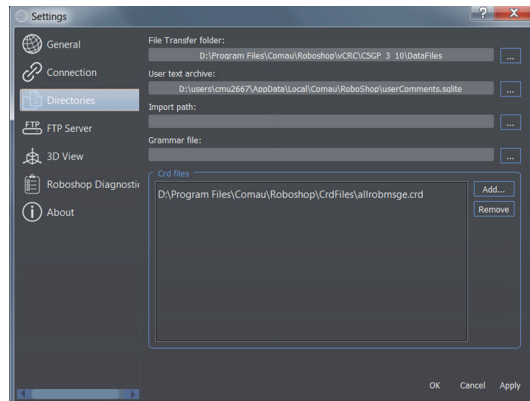 Settings
?
X
General
Connection
Directories
FTP FTP Server
3D View
Roboshop Diagnosti
About
File Transfer folder:
D:\Program Files\Comau\Roboshop\vCRC\C5GP_3_10\DataFiles
...
User text archive:
D:\users\cmu2667\AppData\Local\Comau\RoboShop\userComments.sqlite
...
Import path:
...
Grammar file:
...
Crd files
D:\Program Files\Comau\Roboshop\CrdFiles\allrobmsge.crd
Add...
Remove
OK Cancel Apply